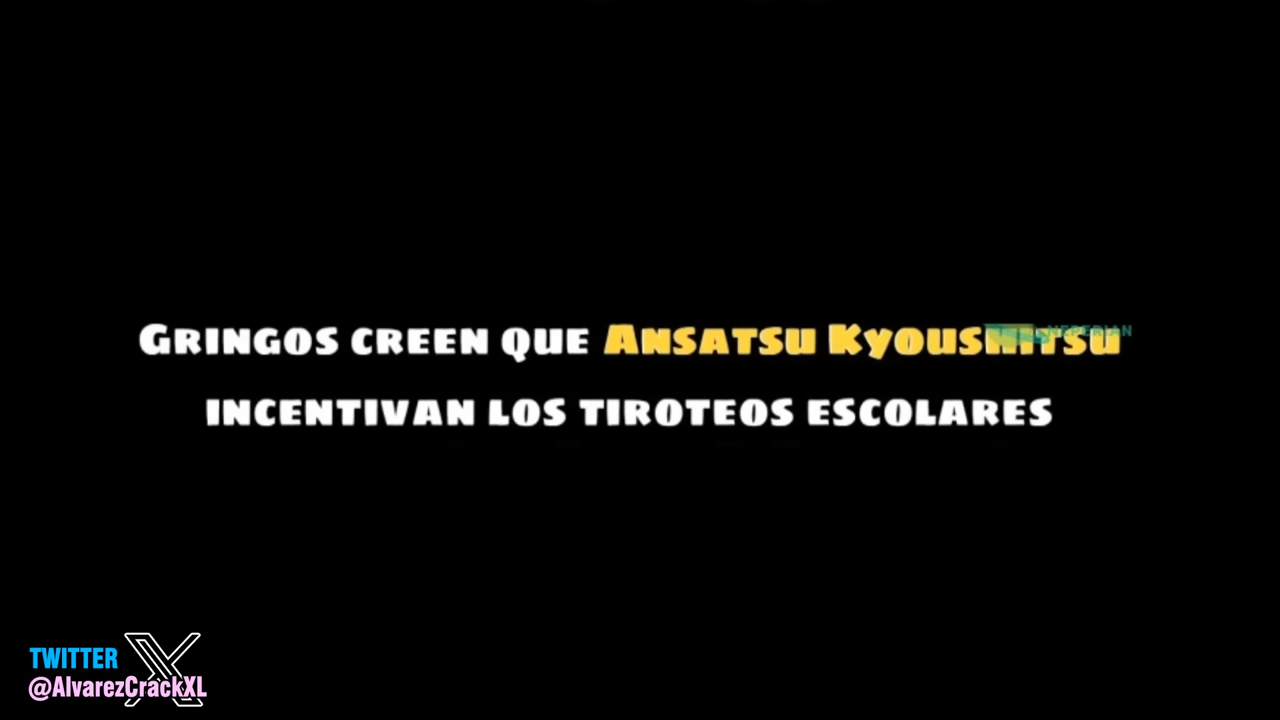 Gringos creen que Ansatsu Kyoushitsu
incentivan los tiroteos escolares
TWITTER X
@AlvarezCrackXL